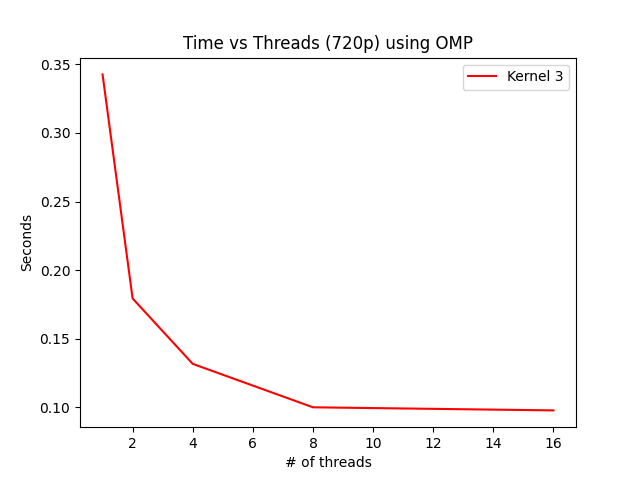 Time vs Threads (720p) using OMP
Kernel 3
0.35
0.30
0.25
0.20
0.15
0.10
Seconds
2 4 6 8 10 12 14 16
# of threads